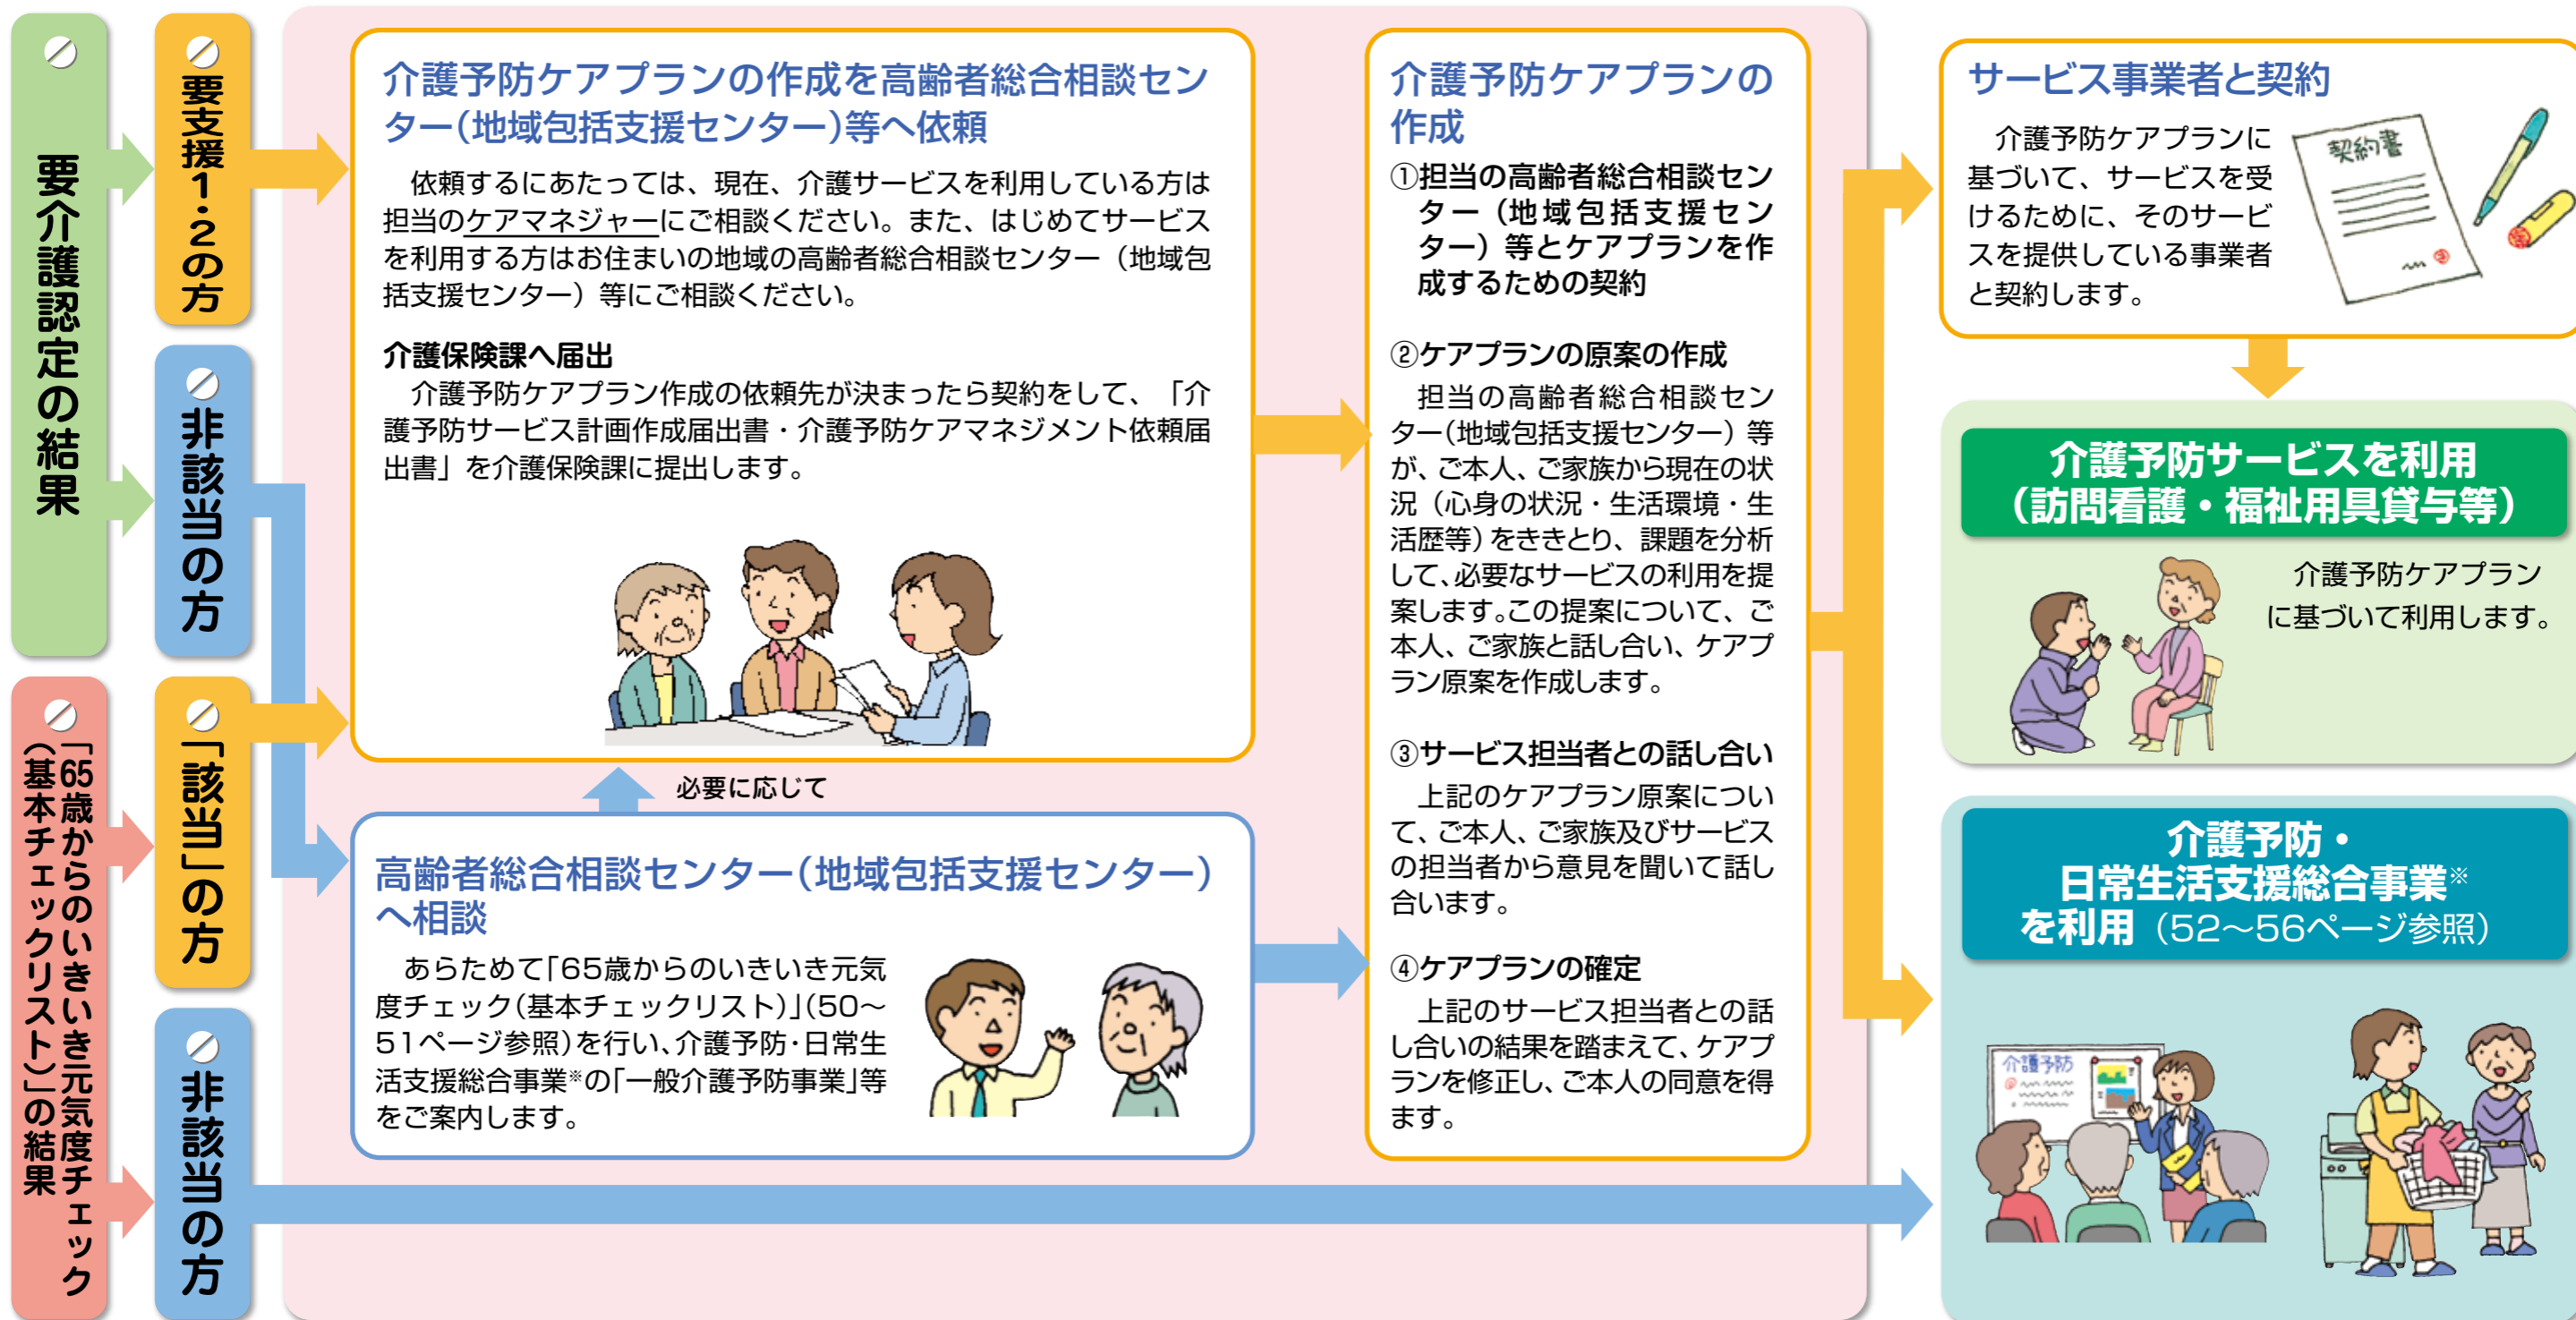 要介護認定の結果
要支援1・2の方
非該当の方
「65歳からのいきいき元気度チェック
（基本チェックリスト）」の結果
「該当」の方
非該当の方
介護予防ケアプランの作成を高齢者総合相談セン
ター(地域包括支援センター)等へ依頼
依頼するにあたっては、現在、介護サービスを利用している方は
担当のケアマネジャーにご相談ください。また、はじめてサービス
を利用する方はお住まいの地域の高齢者総合相談センター（地域包
括支援センター）等にご相談ください。
介護保険課へ届出
介護予防ケアプラン作成の依頼先が決まったら契約をして、「介
護予防サービス計画作成届出書・介護予防ケアマネジメント依頼届
出書」を介護保険課に提出します。
必要に応じて
高齢者総合相談センター(地域包括支援センター)
へ相談
あらためて「65歳からのいきいき元気
度チェック(基本チェックリスト)」(50〜
51ページ参照)を行い、介護予防・日常生
活支援総合事業※の「一般介護予防事業」等
をご案内します。
介護予防ケアプランの
作成
①担当の高齢者総合相談セン
ター（地域包括支援セン
ター）等とケアプランを作
成するための契約
②ケアプランの原案の作成
担当の高齢者総合相談セン
ター(地域包括支援センター）等
が、ご本人、ご家族から現在の状
況（心身の状況・生活環境・生
活歴等）をききとり、課題を分析
して、必要なサービスの利用を提
案します。この提案について、ご
本人、ご家族と話し合い、ケアプ
ラン原案を作成します。
③サービス担当者との話し合い
上記のケアプラン原案につい
て、ご本人、ご家族及びサービス
の担当者から意見を聞いて話し
合います。
④ケアプランの確定
上記のサービス担当者との話
し合いの結果を踏まえて、ケアプ
ランを修正し、ご本人の同意を得
ます。
サービス事業者と契約
介護予防ケアプランに
基づいて、サービスを受
けるために、そのサービ
スを提供している事業者
と契約します。
契約書
介護予防サービスを利用
（訪問看護・福祉用具貸与等）
介護予防ケアプラン
に基づいて利用します。
介護予防・
日常生活支援総合事業※
を利用（52〜56ページ参照）
介護予防